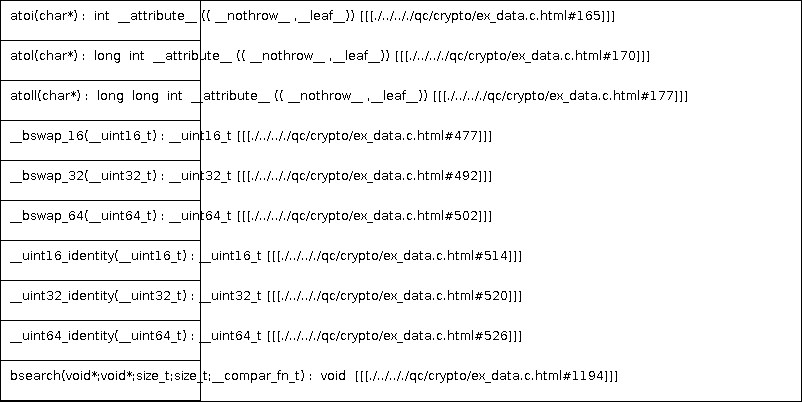 atoi(char*) : int __attribute__ (( __nothrow__ ,__leaf__)) [[[./../.././qc/crypto/ex_data.c.html#165]]]
atol(char*) : long int __attribute__ (( __nothrow__ ,__leaf__)) [[[./../.././qc/crypto/ex_data.c.html#170]]]
atoll(char*) : long long int __attribute__ (( __nothrow__ ,__leaf__)) [[[./../.././qc/crypto/ex_data.c.html#177]]]
__bswap_16(__uint16_t) : __uint16_t [[[./../.././qc/crypto/ex_data.c.html#477]]]
__bswap_32(__uint32_t) : __uint32_t [[[./../.././qc/crypto/ex_data.c.html#492]]]
__bswap_64(__uint64_t) : __uint64_t [[[./../.././qc/crypto/ex_data.c.html#502]]]
__uint16_identity(__uint16_t) : __uint16_t [[[./../.././qc/crypto/ex_data.c.html#514]]]
__uint32_identity(__uint32_t) : __uint32_t [[[./../.././qc/crypto/ex_data.c.html#520]]]
__uint64_identity(__uint64_t) : __uint64_t [[[./../.././qc/crypto/ex_data.c.html#526]]]
bsearch(void*;void*;size_t;size_t;__compar_fn_t) : void [[[./../.././qc/crypto/ex_data.c.html#1194]]]